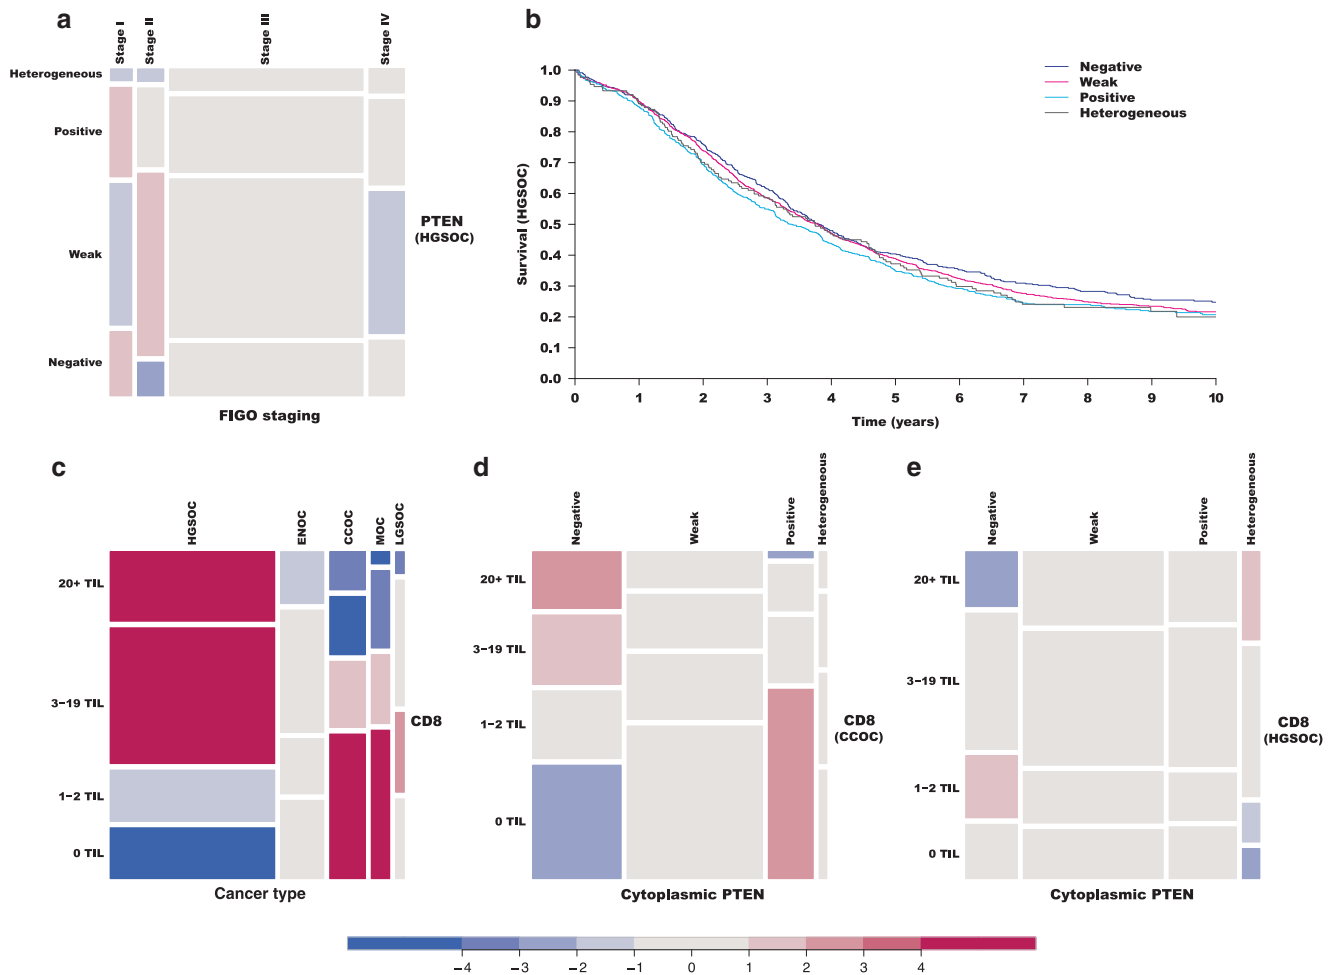 a
Stage I
Stage II
Stage III
Stage IV
Heterogeneous
Positive
Weak
Negative
PTEN
(HGSOC)
FIGO staging
b
1.0
0.9
0.8
0.7
0.6
0.5
0.4
0.3
0.2
0.1
0.0
Survival (HGSOC)
0 1 2 3 4 5 6 7 8 9 10
Time (years)
Negative
Weak
Positive
Heterogeneous
c
HGSOC
ENOC
CCOC
MOC
LGSOC
20+ TIL
3−19 TIL
1−2 TIL
0 TIL
CD8
Cancer type
d
Negative
Weak
Positive
Heterogeneous
20+ TIL
3−19 TIL
1−2 TIL
0 TIL
CD8
(CCOC)
Cytoplasmic PTEN
e
Negative
Weak
Positive
Heterogeneous
20+ TIL
3−19 TIL
1−2 TIL
0 TIL
CD8
(HGSOC)
Cytoplasmic PTEN
−4 −3 −2 −1 0 1 2 3 4